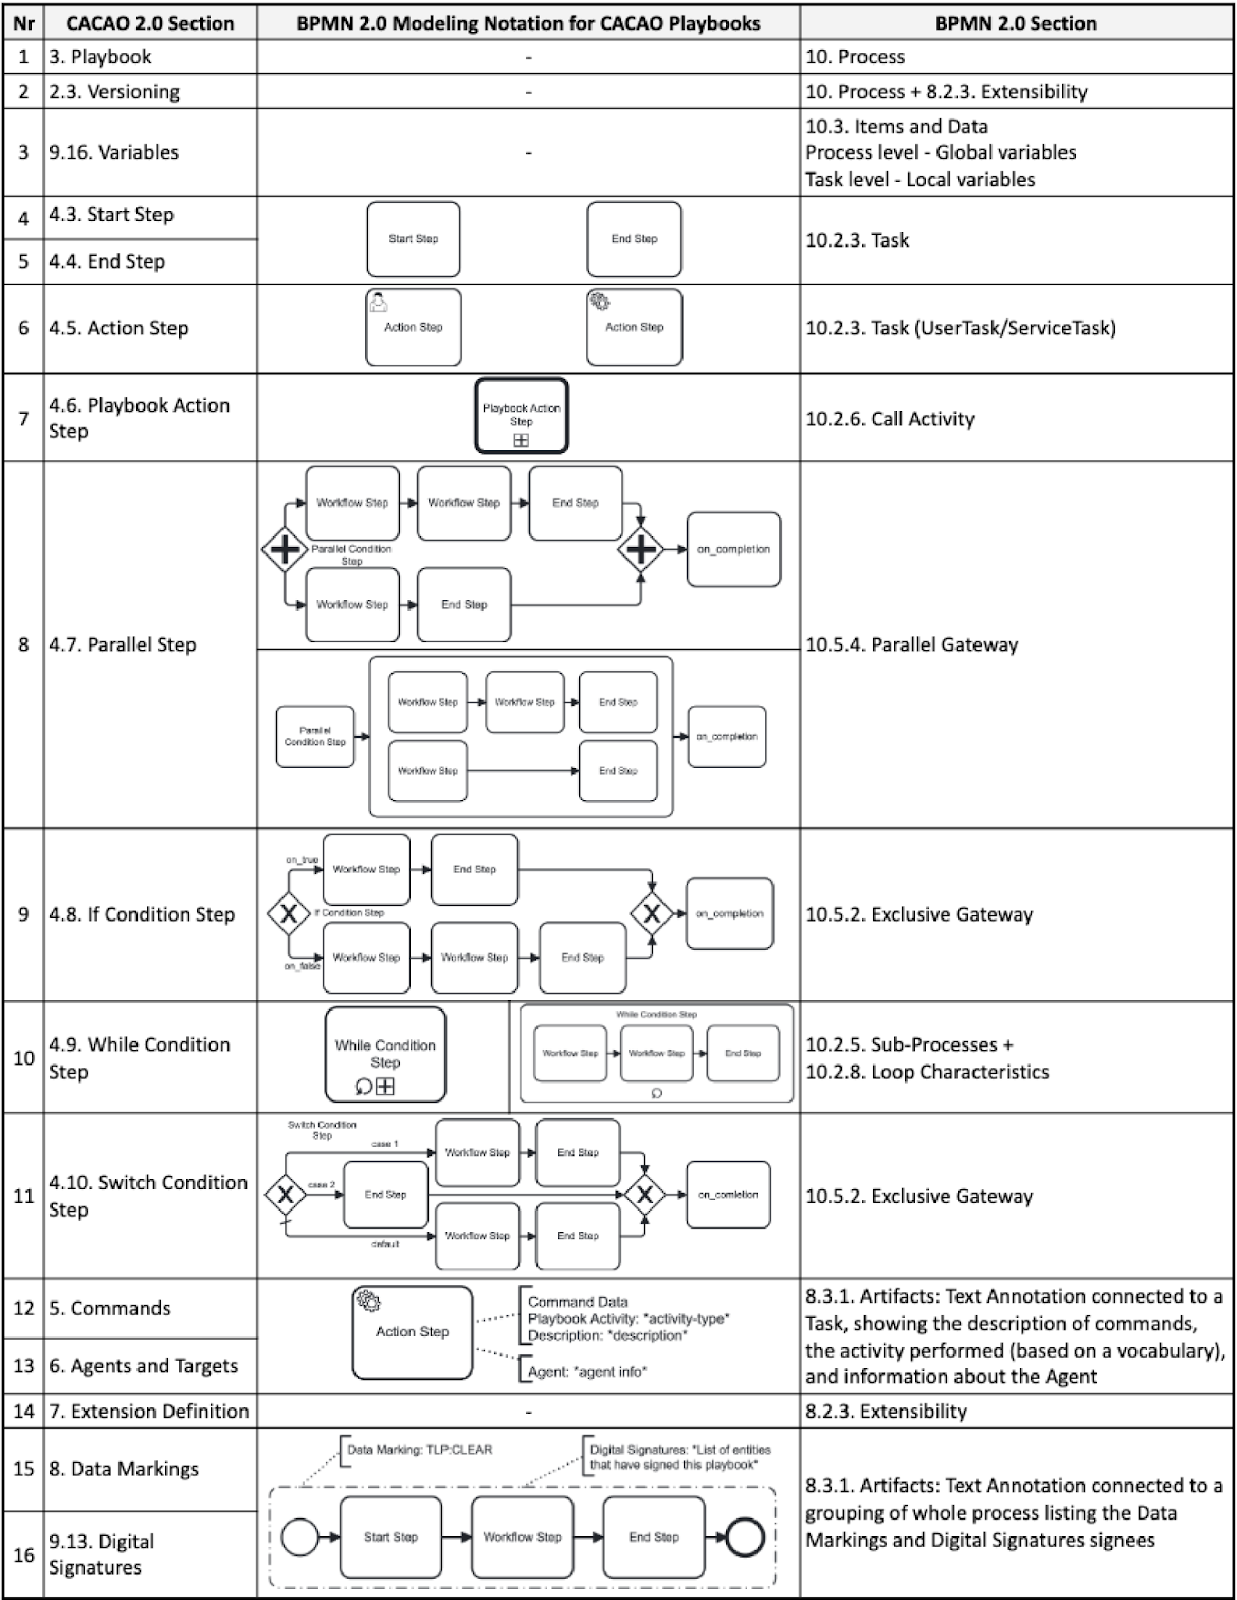 Nr CACAO 2.0 Section BPMN 2.0 Modeling Notation for CACAO Playbooks BPMN 2.0 Section
1 3. Playbook - 10. Process
2 2.3. Versioning - 10. Process + 8.2.3. Extensibility
3 9.16. Variables -
10.3. Items and Data
Process level - Global variables
Task level - Local variables
4 4.3. Start Step
5 4.4. End Step
Start Step
End Step
10.2.3. Task
6 4.5. Action Step
Action Step
Action Step
10.2.3. Task (UserTask/ServiceTask)
7
4.6. Playbook Action
Step
Playbook Action
Step
10.2.6. Call Activity
8 4.7. Parallel Step
Workflow Step
Workflow Step
End Step
Parallel Condition
Step
on_completion
Workflow Step
End Step
Parallel
Condition Step
Workflow Step
Workflow Step
End Step
Workflow Step
End Step
on_completion
10.5.4. Parallel Gateway
9 4.8. If Condition Step
on_true
Workflow Step
End Step
If Condition Step
on_completion
on_false
Workflow Step
Workflow Step
End Step
10.5.2. Exclusive Gateway
10
4.9. While Condition
Step
While Condition
Step
While Condition Step
Workflow Step
Workflow Step
End Step
10.2.5. Sub-Processes +
10.2.8. Loop Characteristics
11
4.10. Switch Condition
Step
Switch Condition
Step
case 1
Workflow Step
End Step
case 2
End Step
on_comletion
default
Workflow Step
End Step
10.5.2. Exclusive Gateway
12 5. Commands
13 6. Agents and Targets
Action Step
Command Data
Playbook Activity: "activity-type"
Description: "description"
Agent: "agent info"
8.3.1. Artifacts: Text Annotation connected to a
Task, showing the description of commands,
the activity performed (based on a vocabulary),
and information about the Agent
14 7. Extension Definition - 8.2.3. Extensibility
15 8. Data Markings
16
9.13. Digital
Signatures
Data Marking: TLP:CLEAR
Digital Signatures: "List of entities
that have signed this playbook"
Start Step
Workflow Step
End Step
8.3.1. Artifacts: Text Annotation connected to a
grouping of whole process listing the Data
Markings and Digital Signatures signees